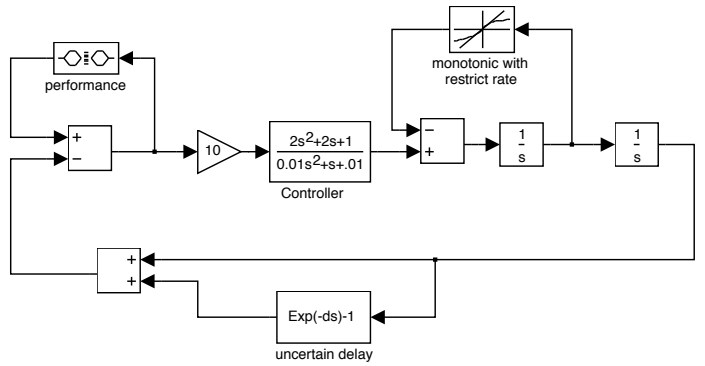 monotonic with
restrict rate
performance
+
−
10
2s²+2s+1
0.01s²+s+.01
Controller
−
+
1
s
1
s
+
+
Exp(-ds)-1
uncertain delay